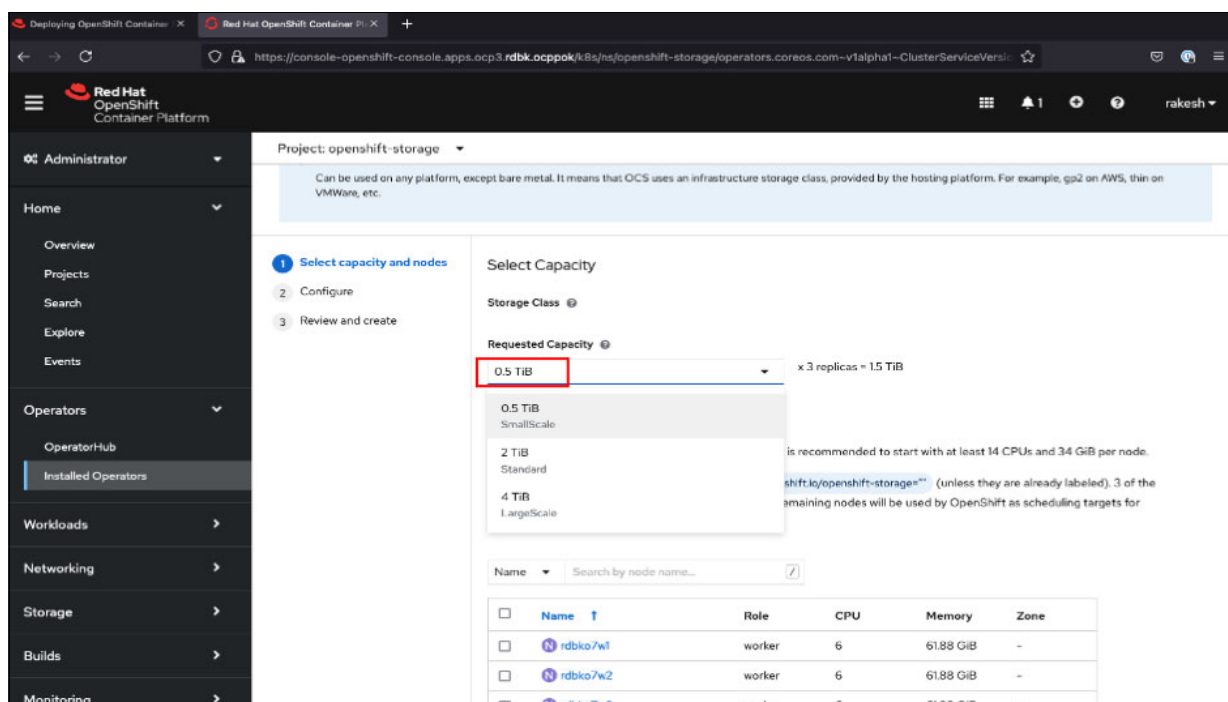 Deploying OpenShift Container
Red Hat OpenShift Container Pl
https://console-openshift-console.apps.ocp3.rdbk.ocppok/k8s/ns/openshift-storage/operators.coreos.com~v1alpha1~ClusterServiceVersio
Red Hat
OpenShift
Container Platform
1
rakesh
Administrator
Home
Overview
Projects
Search
Explore
Events
Operators
OperatorHub
Installed Operators
Workloads
Networking
Storage
Builds
Monitoring
Project: openshift-storage
Can be used on any platform, except bare metal. It means that OCS uses an infrastructure storage class, provided by the hosting platform. For example, gp2 on AWS, thin on
VMWare, etc.
1 Select capacity and nodes
2 Configure
3 Review and create
Select Capacity
Storage Class
Requested Capacity
0.5 TiB
x 3 replicas = 1.5 TiB
0.5 TiB
SmallScale
2 TiB
Standard
4 TiB
LargeScale
is recommended to start with at least 14 CPUs and 34 GiB per node.
shift.io/openshift-storage="" (unless they are already labeled). 3 of the
emaining nodes will be used by OpenShift as scheduling targets for
Name Search by node name... /
Name Role CPU Memory Zone
N rdbko7w1 worker 6 61.88 GiB -
N rdbko7w2 worker 6 61.88 GiB -